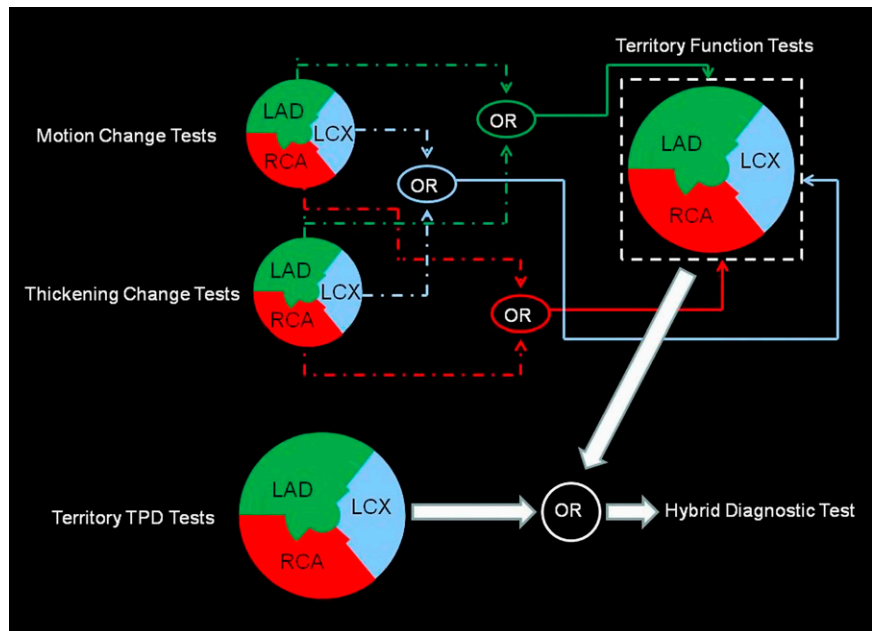 Territory Function Tests
Motion Change Tests
LAD
LCX
RCA
OR
OR
LAD
LCX
RCA
Thickening Change Tests
LAD
LCX
RCA
OR
Territory TPD Tests
LAD
LCX
RCA
OR
Hybrid Diagnostic Test